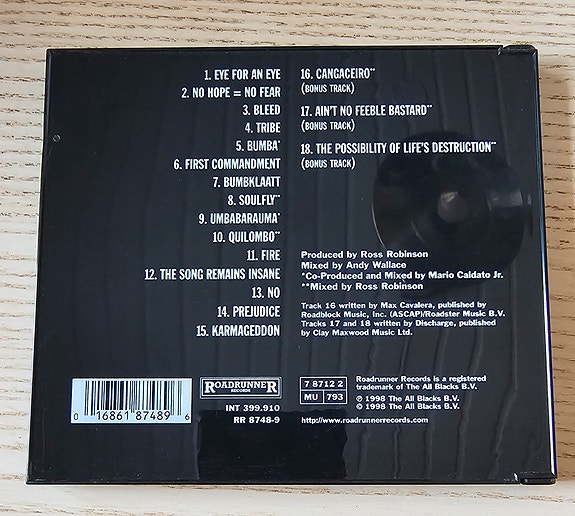 1. EYE FOR AN EYE
2. NO HOPE = NO FEAR
3. BLEED
4. TRIBE
5. BUMBA*
6. FIRST COMMANDMENT
7. BUMBKLAATT
8. SOULFLY**
9. UMBABARAUMA*
10. QUILOMBO**
11. FIRE
12. THE SONG REMAINS INSANE
13. NO
14. PREJUDICE
15. KARMAGEDDON
16. CANGACEIRO**
(BONUS TRACK)
17. AIN'T NO FEEBLE BASTARD**
(BONUS TRACK)
18. THE POSSIBILITY OF LIFE'S DESTRUCTION**
(BONUS TRACK)
Produced by Ross Robinson
Mixed by Andy Wallace
*Co-Produced and Mixed by Mario Caldato Jr.
**Mixed by Ross Robinson
Track 16 written by Max Cavalera, published by
Roadblock Music, Inc. (ASCAP)/Roadster Music B.V.
Tracks 17 and 18 written by Discharge, published
by Clay Maxwood Music Ltd.
0 16861 87489 6
ROADRUNNER
RECORDS
INT 399.910
RR 8748-9
7 8712 2
MU 793
Roadrunner Records is a registered
trademark of The All Blacks B.V.
℗ 1998 The All Blacks B.V.
© 1998 The All Blacks B.V.
http://www.roadrunnerrecords.com